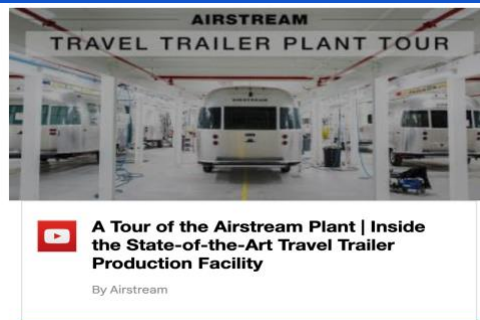 AIRSTREAM
TRAVEL TRAILER PLANT TOUR
AIRSTREAM
A Tour of the Airstream Plant | Inside
the State-of-the-Art Travel Trailer
Production Facility
By Airstream